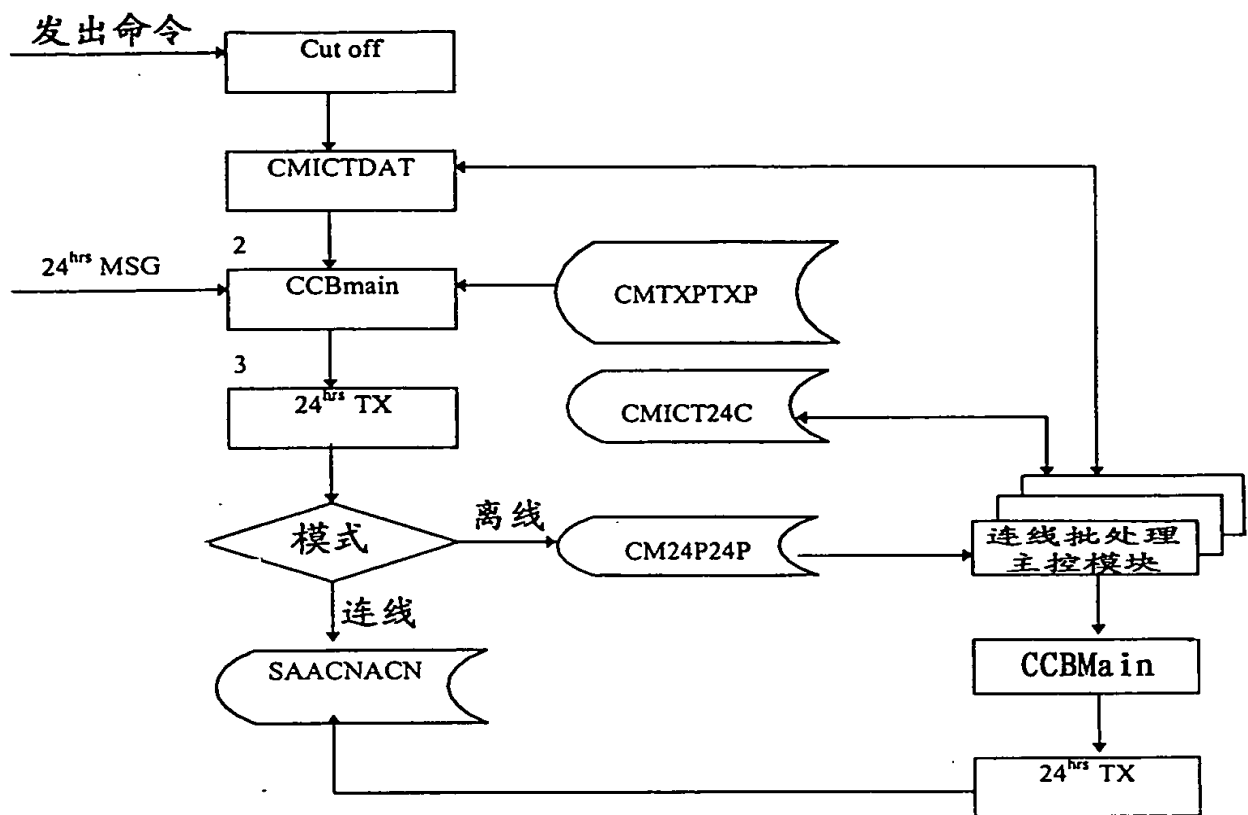 发出命令
Cut off
CMICTDAT
2
24hrs MSG
CCBmain
CMTXPTXP
3
24hrs TX
CMICT24C
模式
离线
CM24P24P
连线批处理
主控模块
连线
SAACNACN
CCBMain
24hrs TX